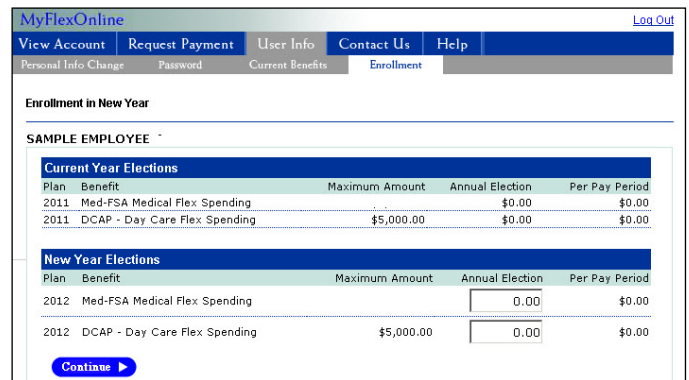 MyFlexOnline Log Out
View Account Request Payment User Info Contact Us Help
Personal Info Change Password Current Benefits Enrollment
Enrollment in New Year
SAMPLE EMPLOYEE
Current Year Elections
Plan Benefit Maximum Amount Annual Election Per Pay Period
2011 Med-FSA Medical Flex Spending $0.00 $0.00
2011 DCAP - Day Care Flex Spending $5,000.00 $0.00 $0.00
New Year Elections
Plan Benefit Maximum Amount Annual Election Per Pay Period
2012 Med-FSA Medical Flex Spending 0.00 $0.00
2012 DCAP - Day Care Flex Spending $5,000.00 0.00 $0.00
Continue